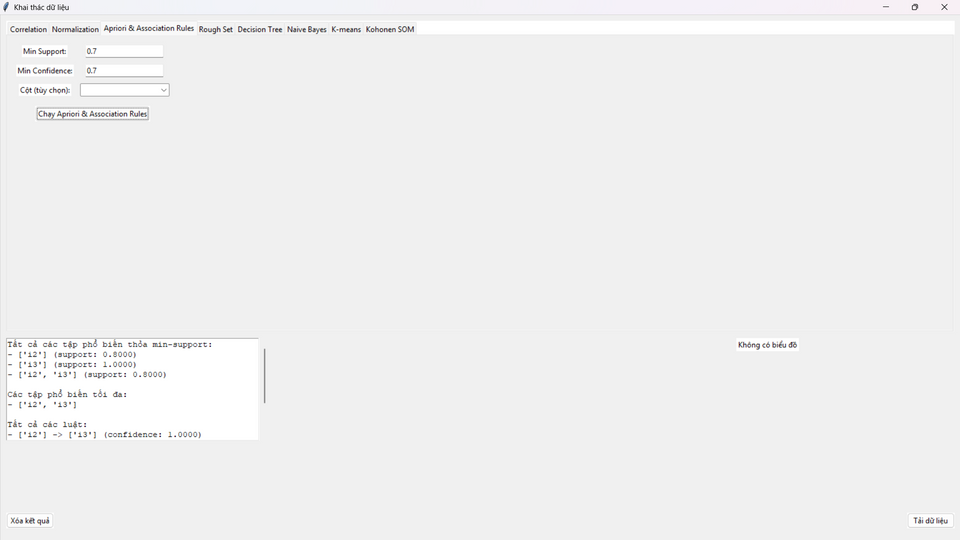 Khai thác dữ liệu
Correlation Normalization Apriori & Association Rules Rough Set Decision Tree Naive Bayes K-means Kohonen SOM
Min Support: 0.7
Min Confidence: 0.7
Cột (tùy chọn):
Chạy Apriori & Association Rules
Tất cả các tập phổ biến thỏa min-support:
- ['i2'] (support: 0.8000)
- ['i3'] (support: 1.0000)
- ['i2', 'i3'] (support: 0.8000)
Các tập phổ biến tối đa:
- ['i2', 'i3']
Tất cả các luật:
- ['i2'] -> ['i3'] (confidence: 1.0000)
Không có biểu đồ
Xóa kết quả
Tải dữ liệu